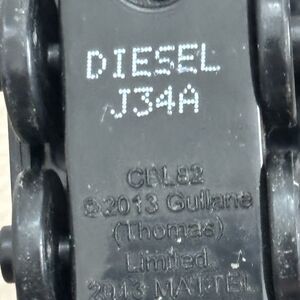 DIESEL
J34A
CBL82
©2013 Gullane
(Thomas)
Limited
2013 MATTEL